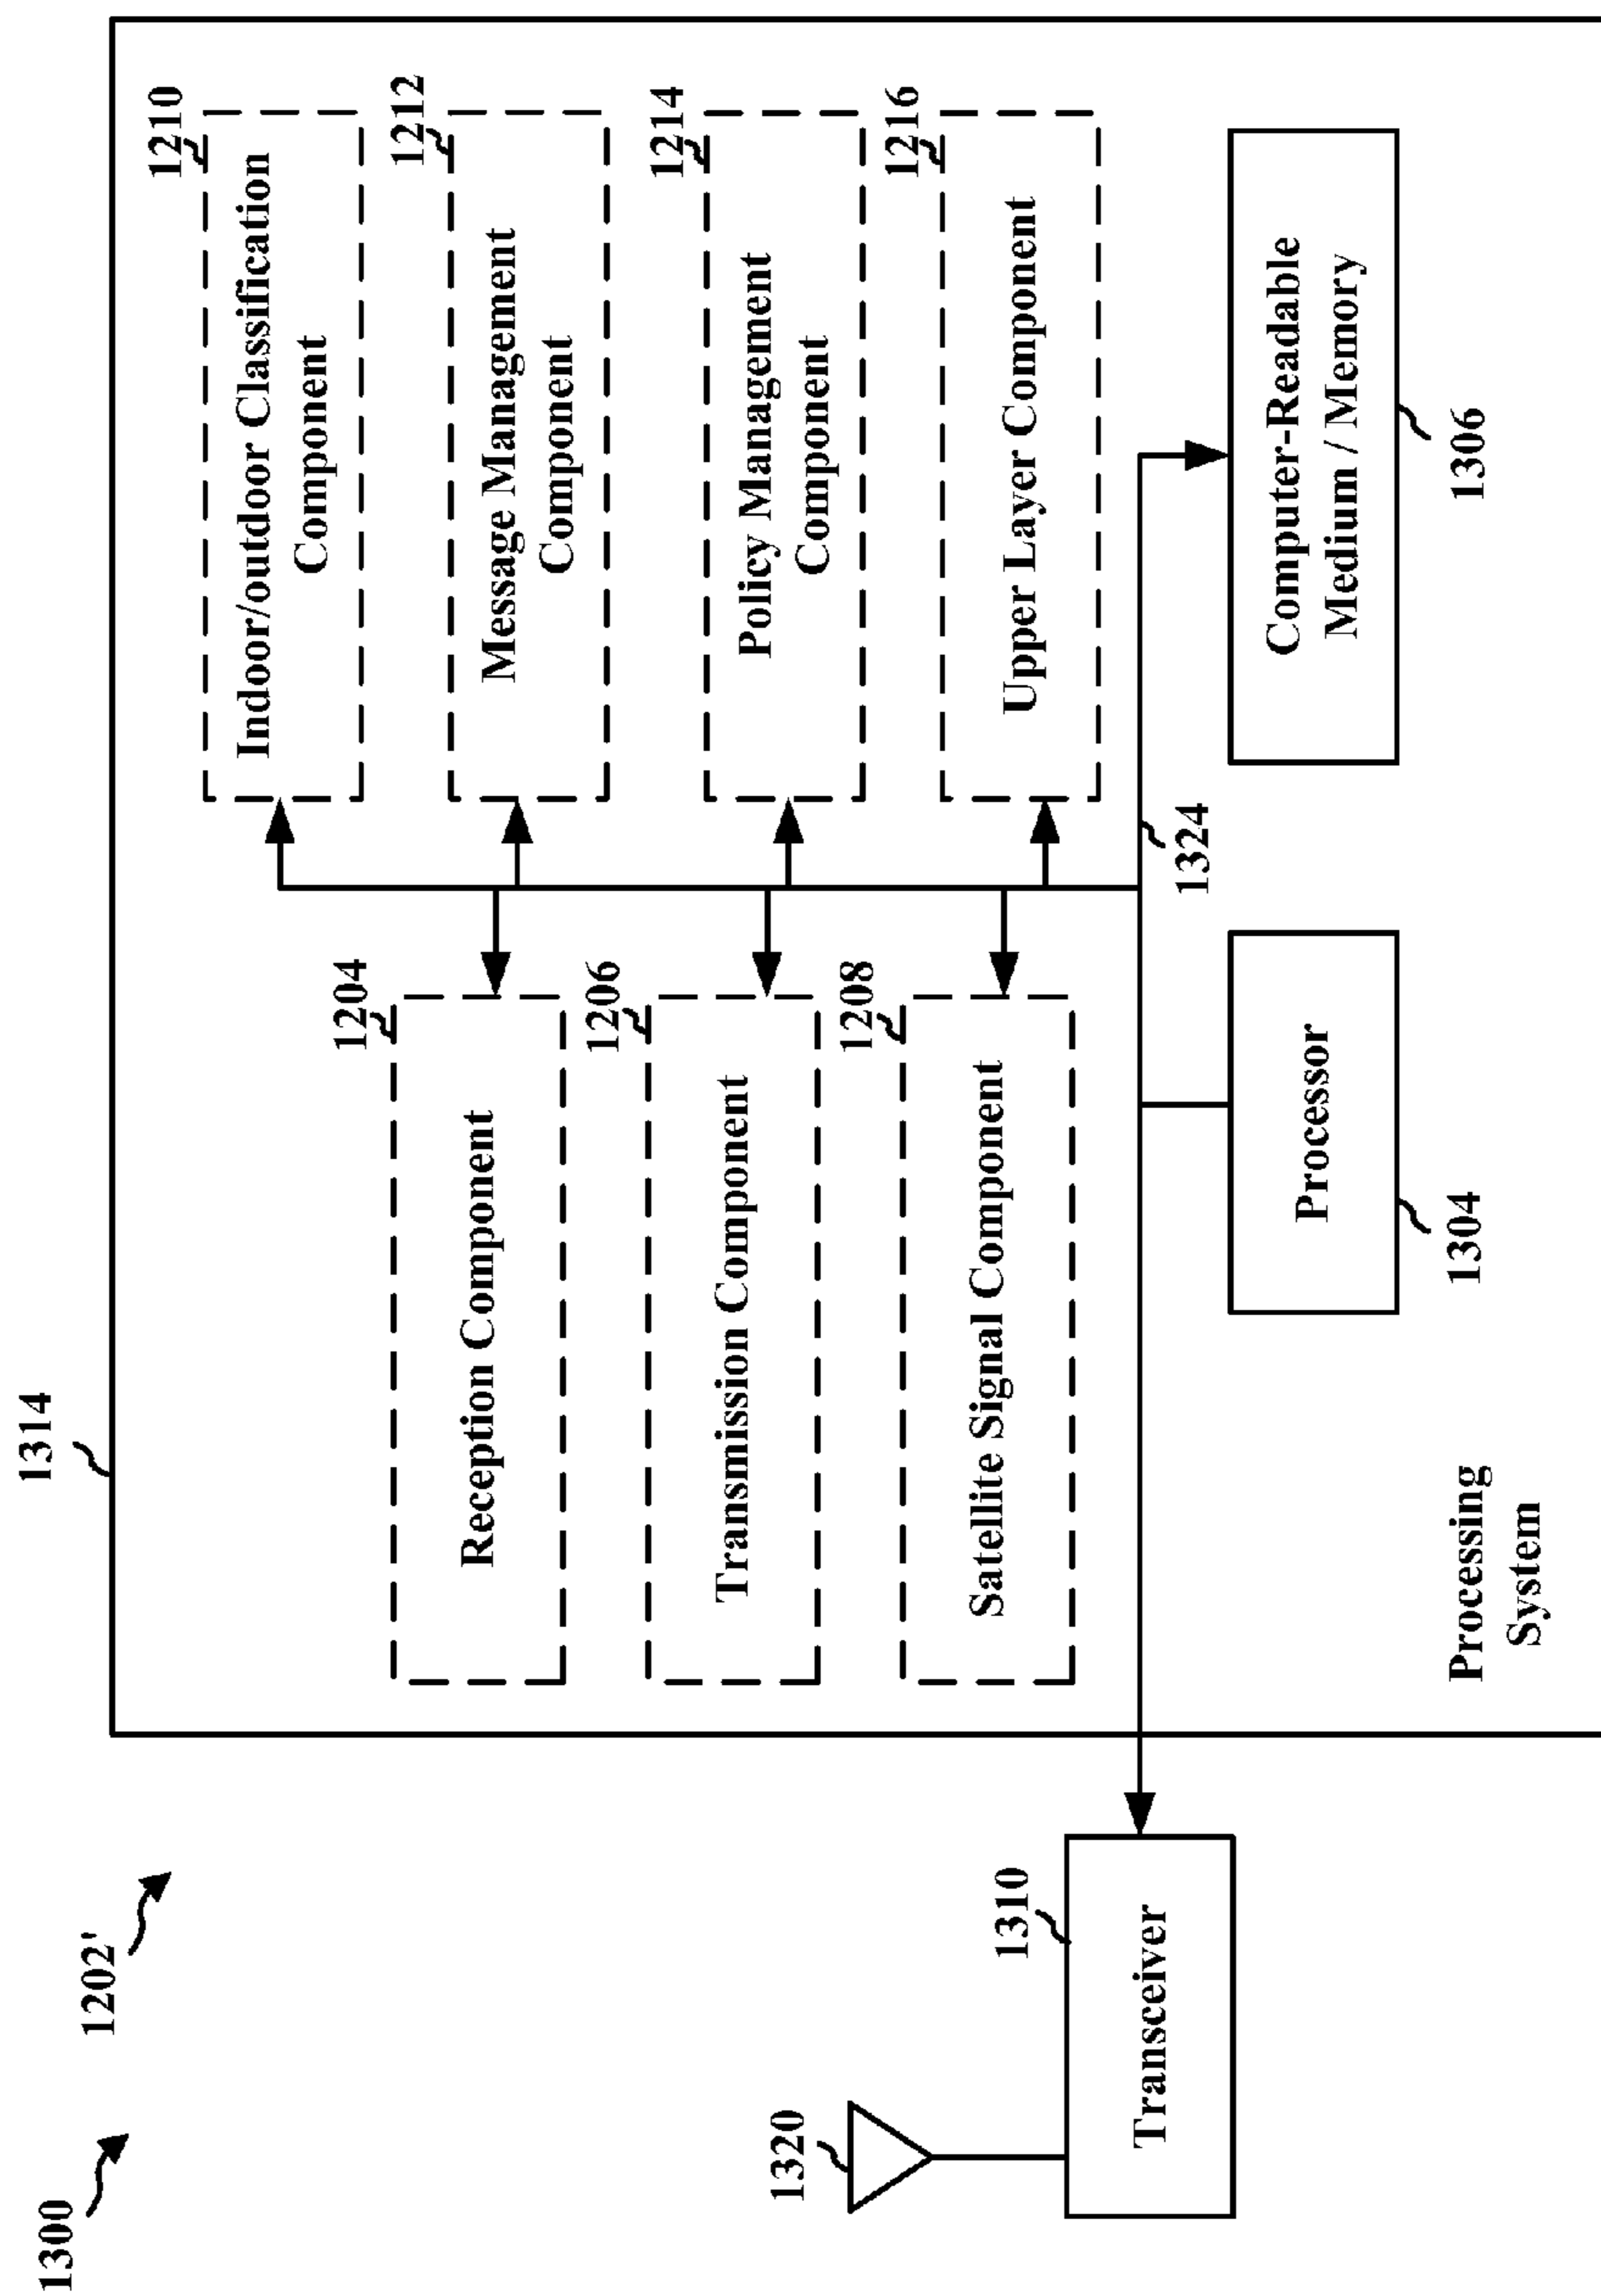 1300
1202'
1314
1204
Reception Component
1206
Transmission Component
1208
Satellite Signal Component
1210
Indoor/outdoor Classification
Component
1212
Message Management
Component
1214
Policy Management
Component
1216
Upper Layer Component
1320
1310
Transceiver
1324
Processor
1304
Computer-Readable
Medium / Memory
1306
Processing
System